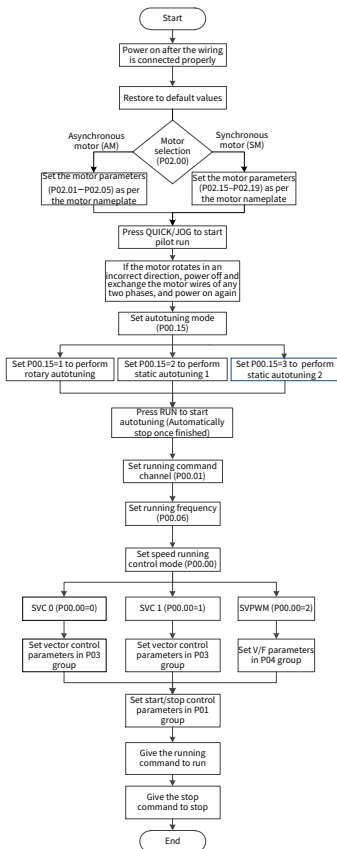 Start
Power on after the wiring
is connected properly
Restore to default values
Motor
selection
(P02.00)
Asynchronous
motor (AM)
Synchronous
motor (SM)
Set the motor parameters
(P02.01−P02.05) as per
the motor nameplate
Set the motor parameters
(P02.15–P02.19) as per
the motor nameplate
Press QUICK/JOG to start
pilot run
If the motor rotates in an
incorrect direction, power off and
exchange the motor wires of any
two phases, and power on again
Set autotuning mode
(P00.15)
Set P00.15=1 to perform
rotary autotuning
Set P00.15=2 to perform
static autotuning 1
Set P00.15=3 to perform
static autotuning 2
Press RUN to start
autotuning (Automatically
stop once finished)
Set running command
channel (P00.01)
Set running frequency
(P00.06)
Set speed running
control mode (P00.00)
SVC 0 (P00.00=0)
SVC 1 (P00.00=1)
SVPWM (P00.00=2)
Set vector control
parameters in P03
group
Set vector control
parameters in P03
group
Set V/F parameters
in P04 group
Set start/stop control
parameters in P01
group
Give the running
command to run
Give the stop
command to stop
End